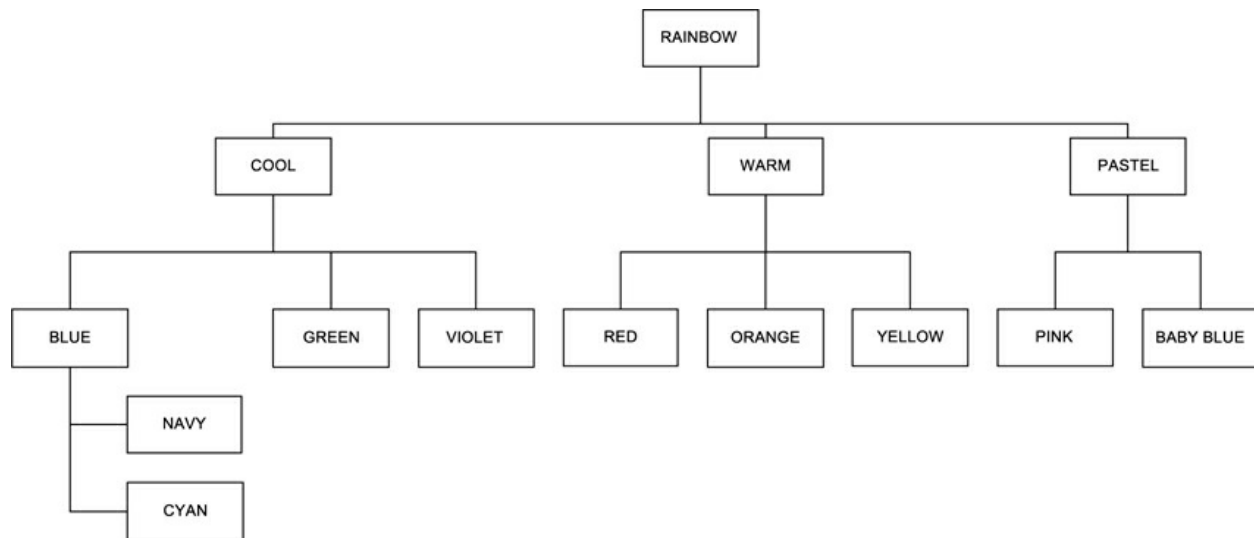 RAINBOW
COOL
WARM
PASTEL
BLUE
GREEN
VIOLET
RED
ORANGE
YELLOW
PINK
BABY BLUE
NAVY
CYAN